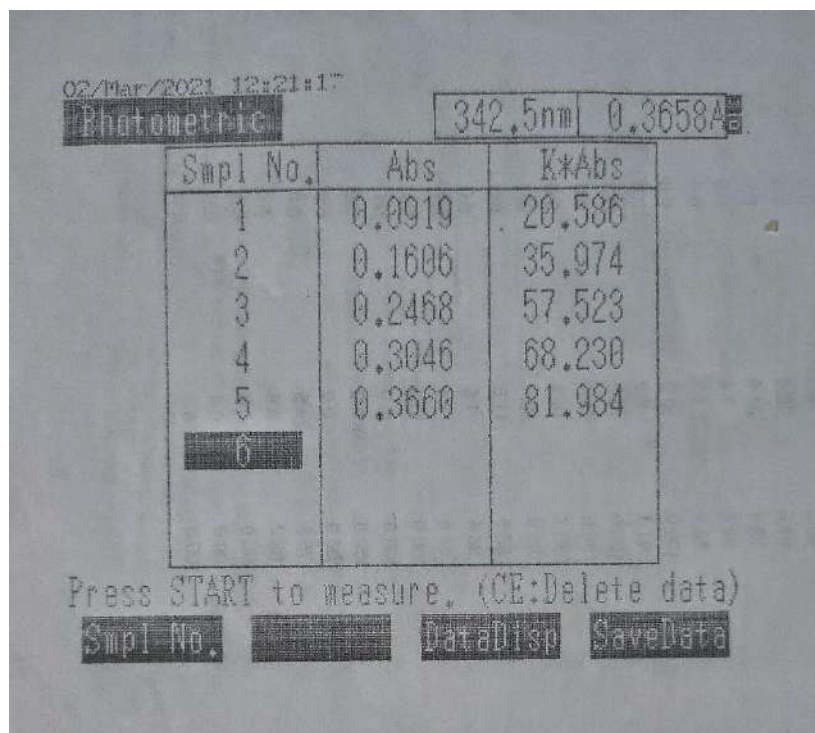 02/Mar/2021 12:21:17
Photometric 342.5nm 0.3658A
Smpl No. Abs K*Abs
1 0.0919 20.586
2 0.1606 35.974
3 0.2468 57.523
4 0.3046 68.230
5 0.3660 81.984
6
Press START to measure. (CE:Delete data)
Smpl No. DataDisp SaveData